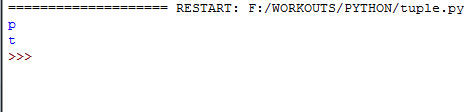 ==================== RESTART: F:/WORKOUTS/PYTHON/tuple.py
p
t
>>>